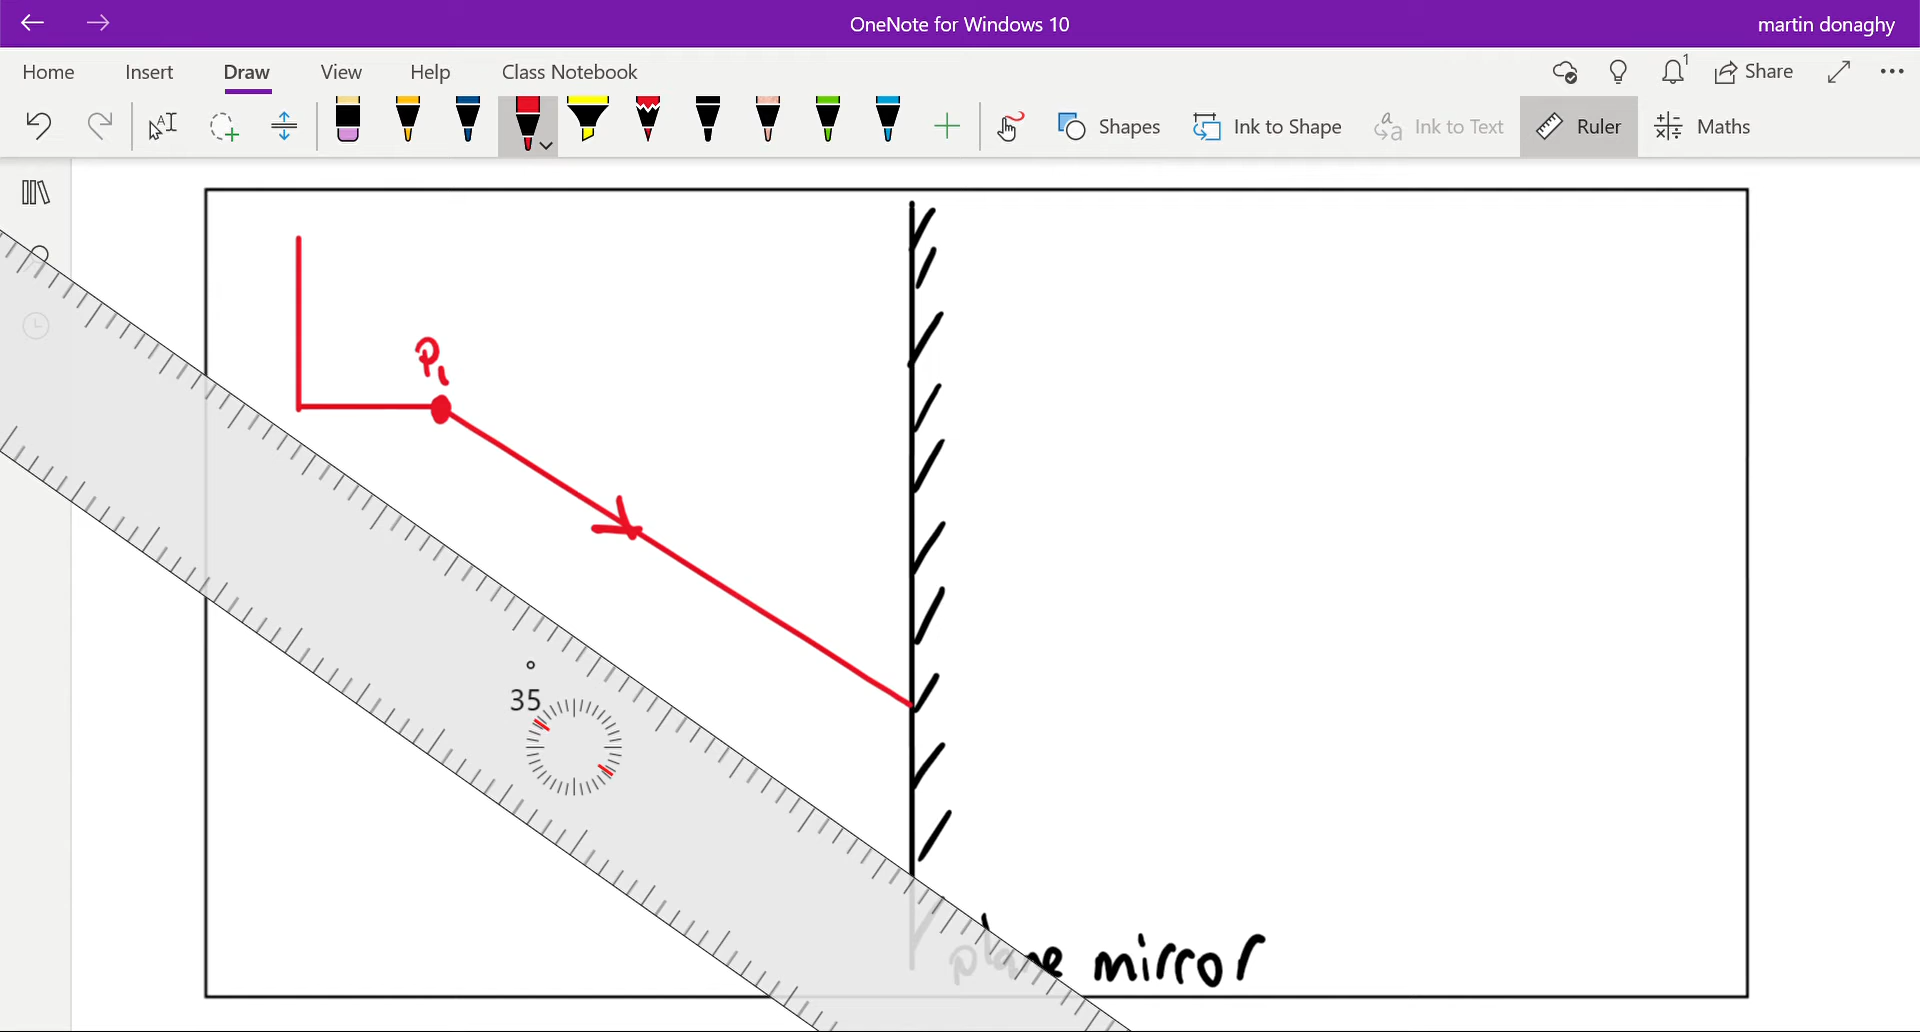 OneNote for Windows 10
martin donaghy
Home Insert Draw View Help Class Notebook
1
Share
Shapes
Ink to Shape
Ink to Text
Ruler
Maths
P₁
°
35
plane mirror